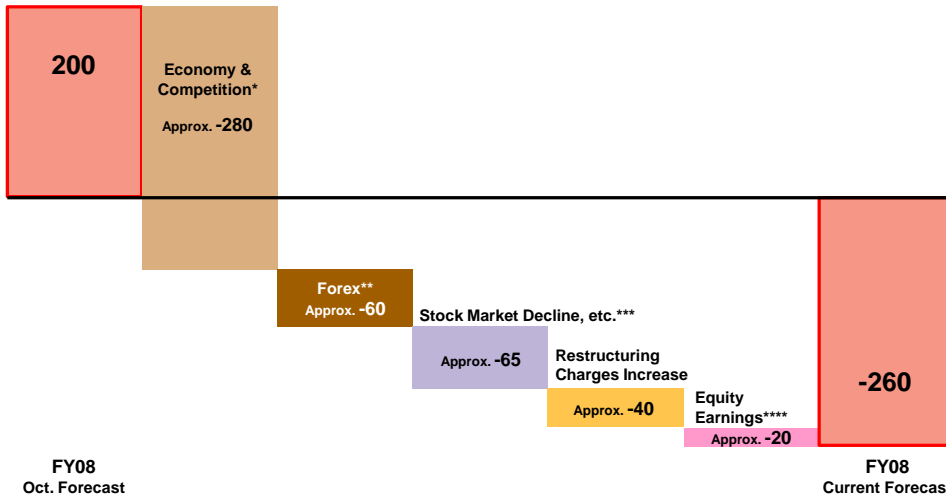 200
Economy &
Competition*
Approx. -280
Forex**
Approx. -60
Stock Market Decline, etc.***
Approx. -65
Restructuring
Charges Increase
Approx. -40
Equity
Earnings****
Approx. -20
-260
FY08
Oct. Forecast
FY08
Current Forecas